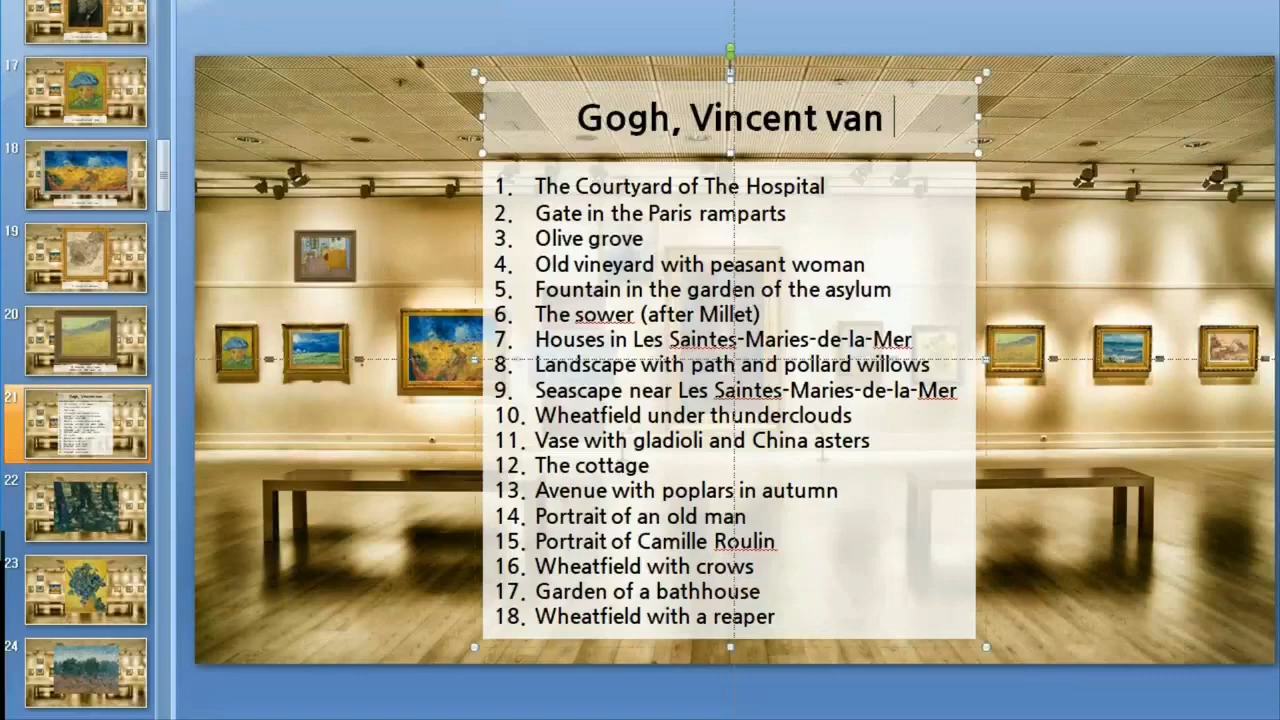 17
18
19
20
21
22
23
24
Gogh, Vincent van
1. The Courtyard of The Hospital
2. Gate in the Paris ramparts
3. Olive grove
4. Old vineyard with peasant woman
5. Fountain in the garden of the asylum
6. The sower (after Millet)
7. Houses in Les Saintes-Maries-de-la-Mer
8. Landscape with path and pollard willows
9. Seascape near Les Saintes-Maries-de-la-Mer
10. Wheatfield under thunderclouds
11. Vase with gladioli and China asters
12. The cottage
13. Avenue with poplars in autumn
14. Portrait of an old man
15. Portrait of Camille Roulin
16. Wheatfield with crows
17. Garden of a bathhouse
18. Wheatfield with a reaper